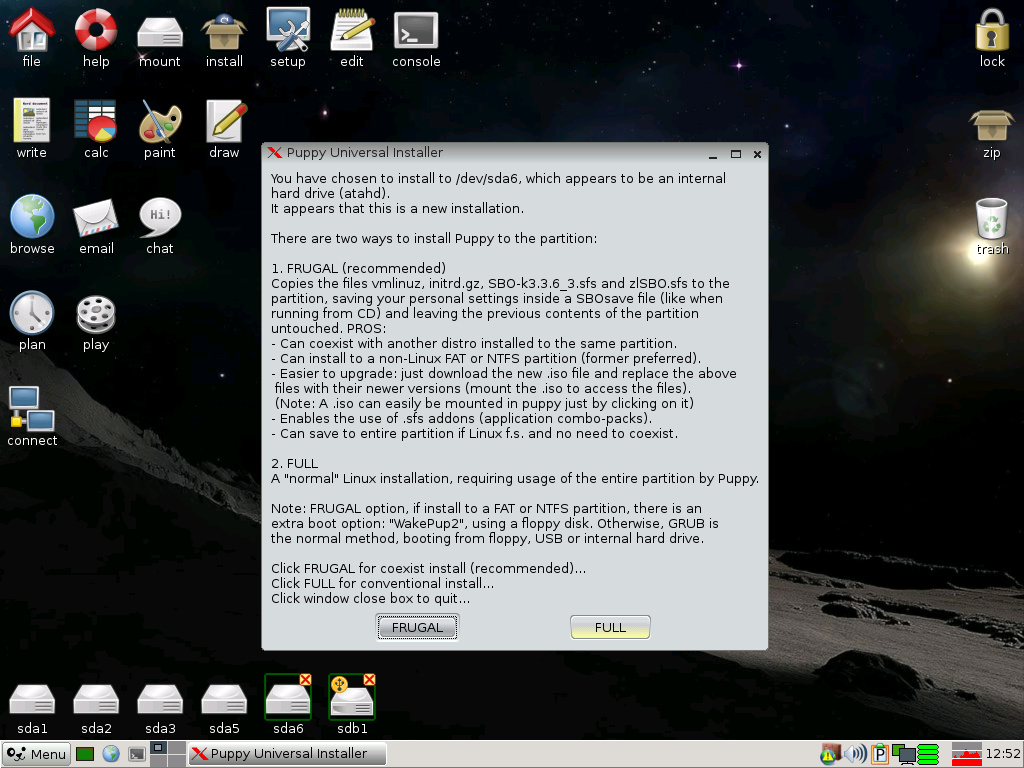 file help mount install setup edit console lock
write calc paint draw zip
Puppy Universal Installer
You have chosen to install to /dev/sda6, which appears to be an internal
hard drive (atahd).
It appears that this is a new installation.
There are two ways to install Puppy to the partition:
1. FRUGAL (recommended)
Copies the files vmlinuz, initrd.gz, SBO-k3.3.6_3.sfs and zlSBO.sfs to the
partition, saving your personal settings inside a SBOsave file (like when
running from CD) and leaving the previous contents of the partition
untouched. PROS:
- Can coexist with another distro installed to the same partition.
- Can install to a non-Linux FAT or NTFS partition (former preferred).
- Easier to upgrade: just download the new .iso file and replace the above
files with their newer versions (mount the .iso to access the files).
(Note: A .iso can easily be mounted in puppy just by clicking on it)
- Enables the use of .sfs addons (application combo-packs).
- Can save to entire partition if Linux f.s. and no need to coexist.
2. FULL
A "normal" Linux installation, requiring usage of the entire partition by Puppy.
Note: FRUGAL option, if install to a FAT or NTFS partition, there is an
extra boot option: "WakePup2", using a floppy disk. Otherwise, GRUB is
the normal method, booting from floppy, USB or internal hard drive.
Click FRUGAL for coexist install (recommended)...
Click FULL for conventional install...
Click window close box to quit...
FRUGAL FULL
Hi!
browse email chat trash
plan play
connect
sda1 sda2 sda3 sda5 sda6 sdb1
Menu Puppy Universal Installer P 12:52